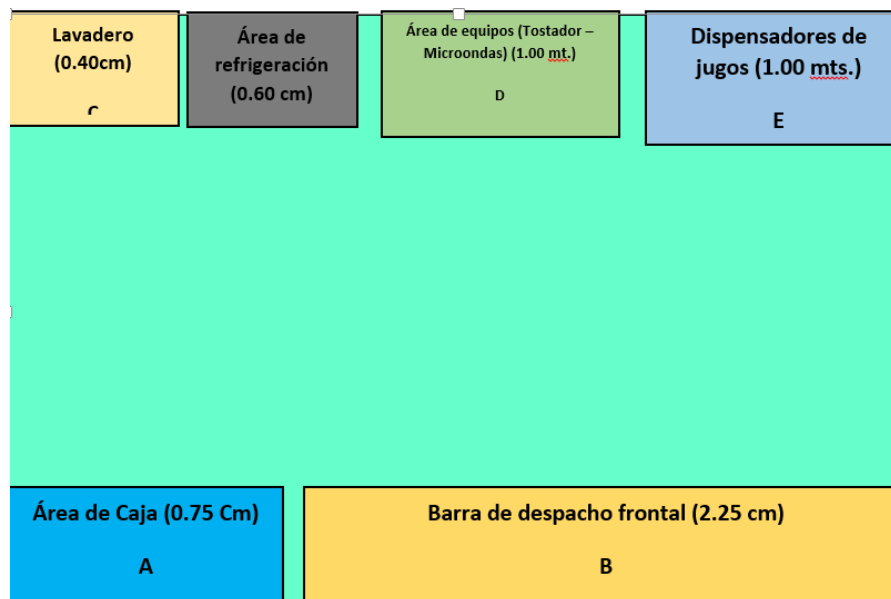 Lavadero
(0.40cm)
C
Área de
refrigeración
(0.60 cm)
Área de equipos (Tostador –
Microondas) (1.00 mt.)
D
Dispensadores de
jugos (1.00 mts.)
E
Área de Caja (0.75 Cm)
A
Barra de despacho frontal (2.25 cm)
B